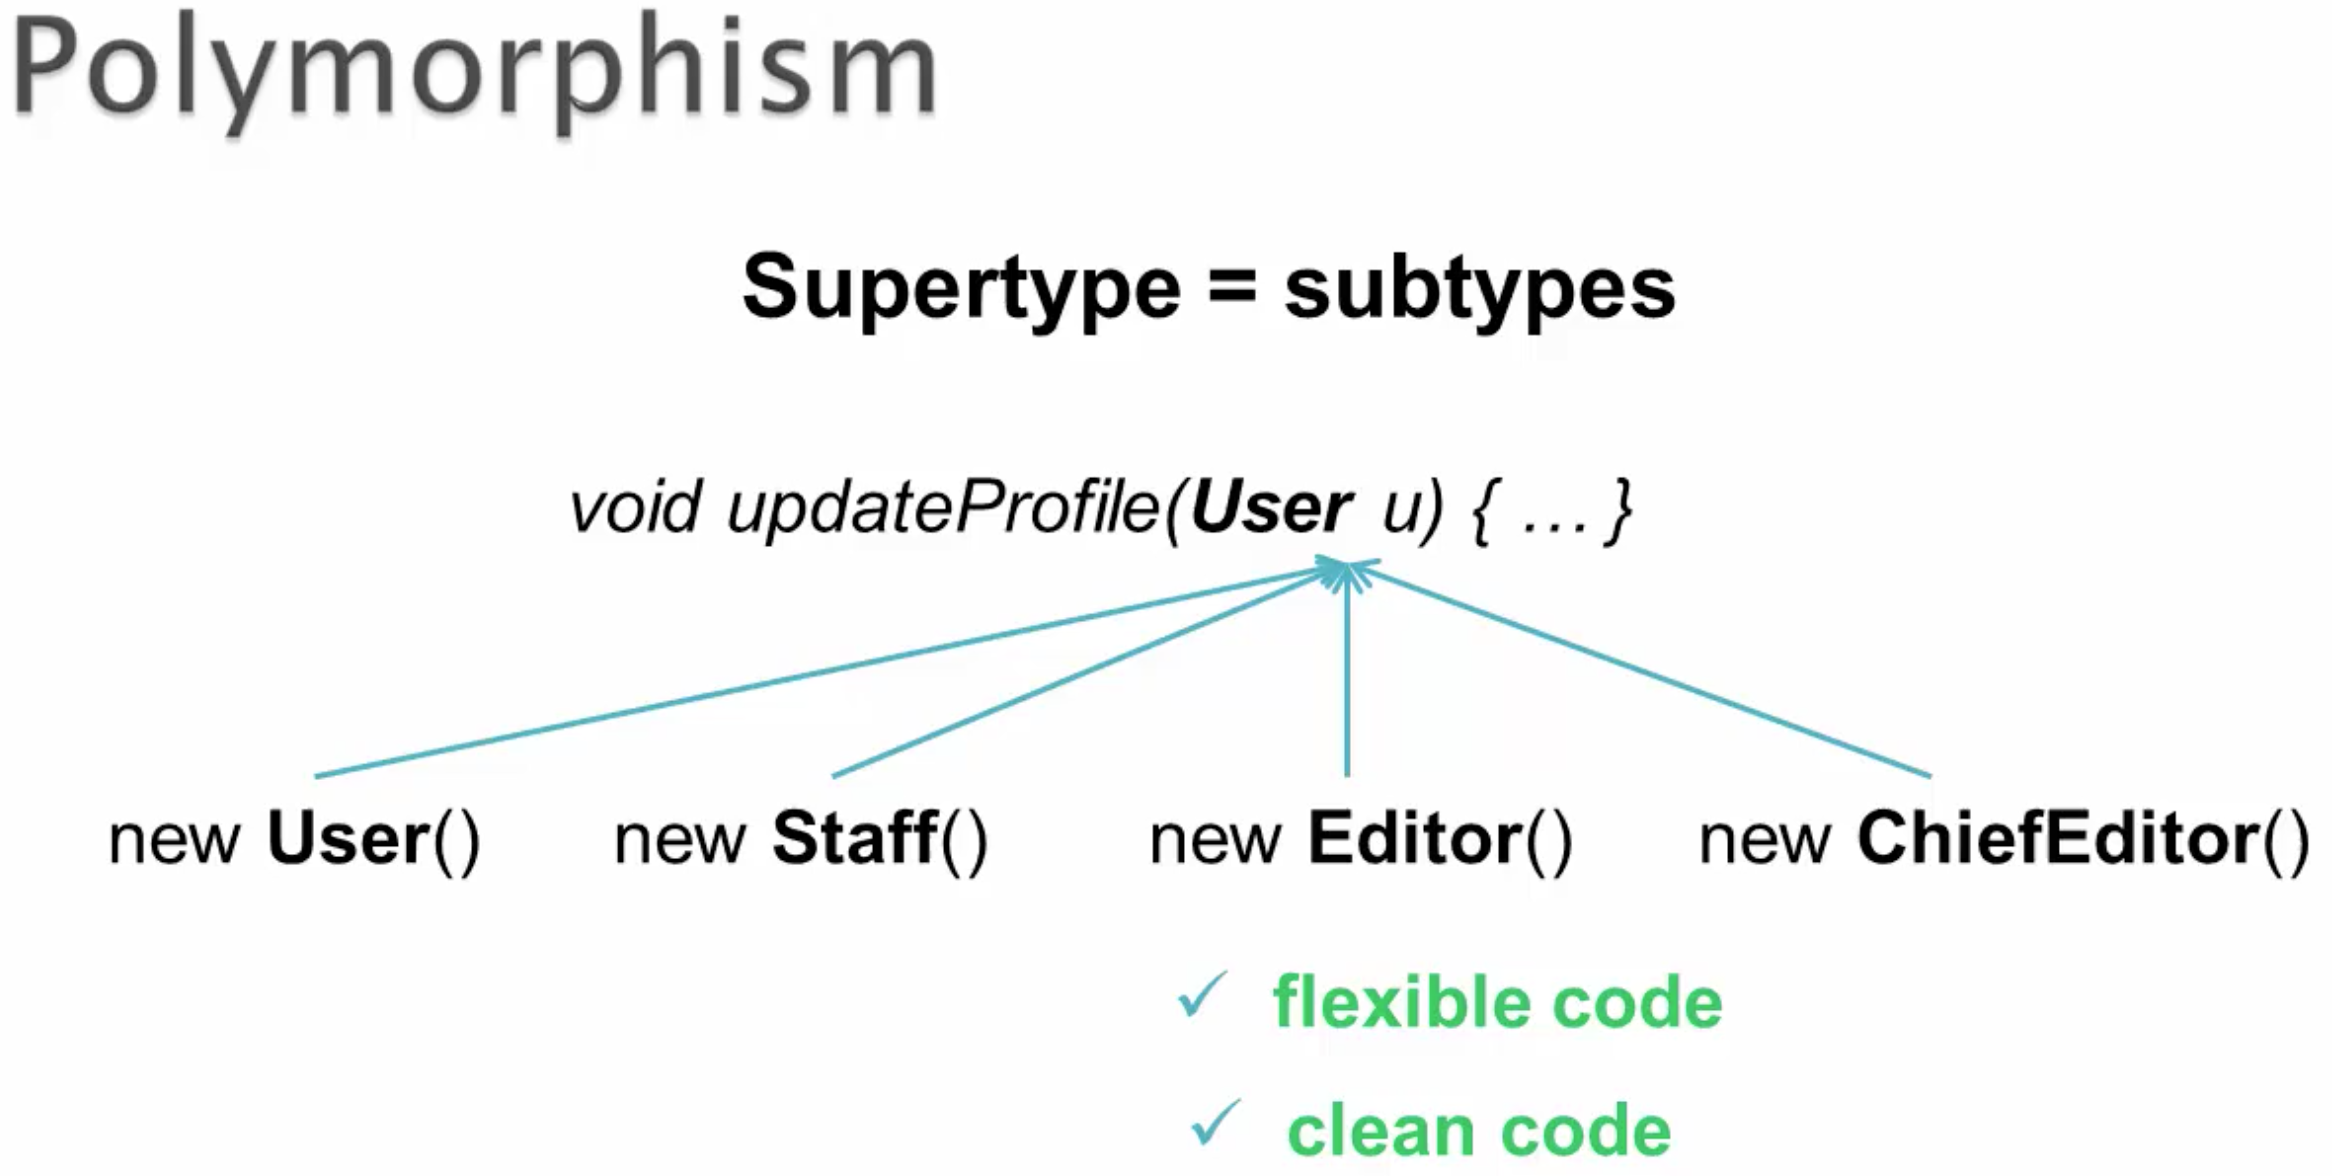 Polymorphism
Supertype = subtypes
void updateProfile(User u) { ... }
new User() new Staff() new Editor() new ChiefEditor()
✓ flexible code
✓ clean code